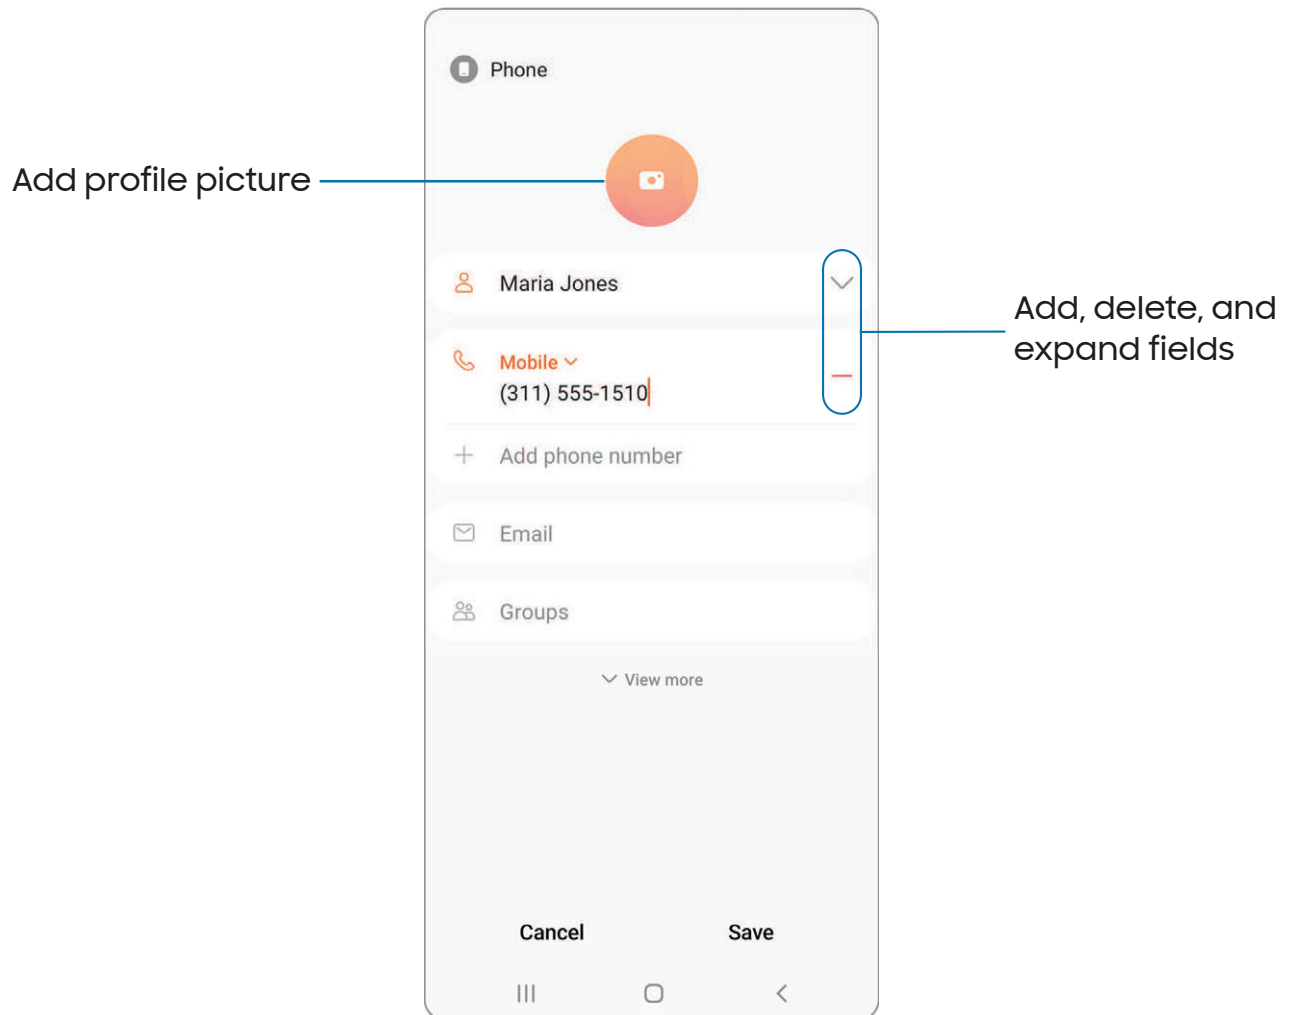 Phone
Add profile picture
Maria Jones
Add, delete, and
expand fields
Mobile
(311) 555-1510
Add phone number
Email
Groups
View more
Cancel
Save